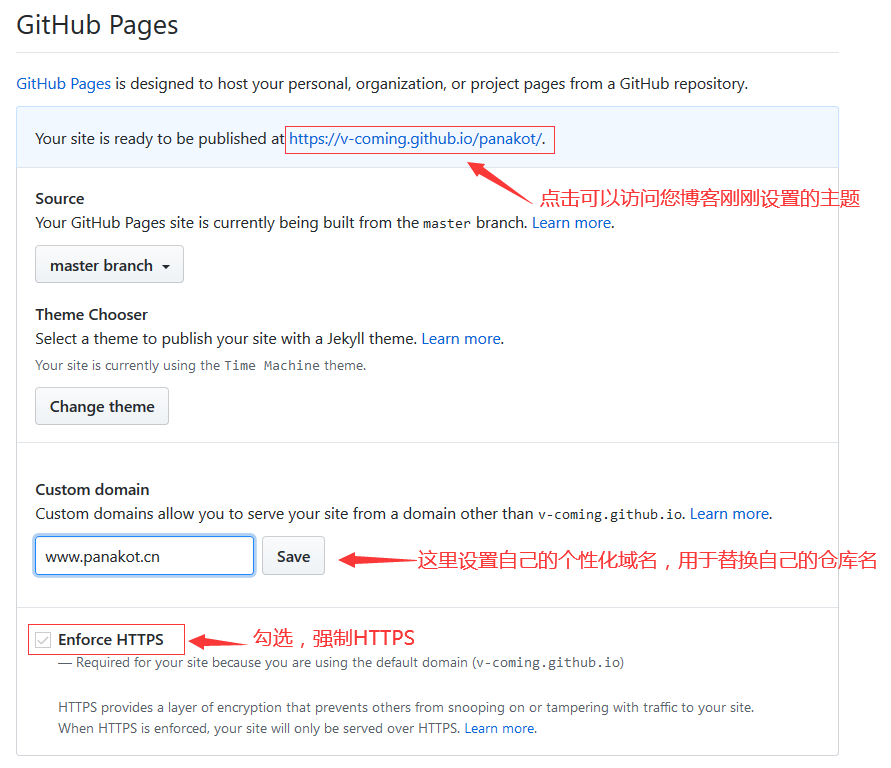 GitHub Pages
GitHub Pages is designed to host your personal, organization, or project pages from a GitHub repository.
Your site is ready to be published at https://v-coming.github.io/panakot/.
点击可以访问您博客刚刚设置的主题
Source
Your GitHub Pages site is currently being built from the master branch. Learn more.
master branch
Theme Chooser
Select a theme to publish your site with a Jekyll theme. Learn more.
Your site is currently using the Time Machine theme.
Change theme
Custom domain
Custom domains allow you to serve your site from a domain other than v-coming.github.io. Learn more.
www.panakot.cn Save 这里设置自己的个性化域名，用于替换自己的仓库名
Enforce HTTPS 勾选，强制HTTPS
— Required for your site because you are using the default domain (v-coming.github.io)
HTTPS provides a layer of encryption that prevents others from snooping on or tampering with traffic to your site.
When HTTPS is enforced, your site will only be served over HTTPS. Learn more.